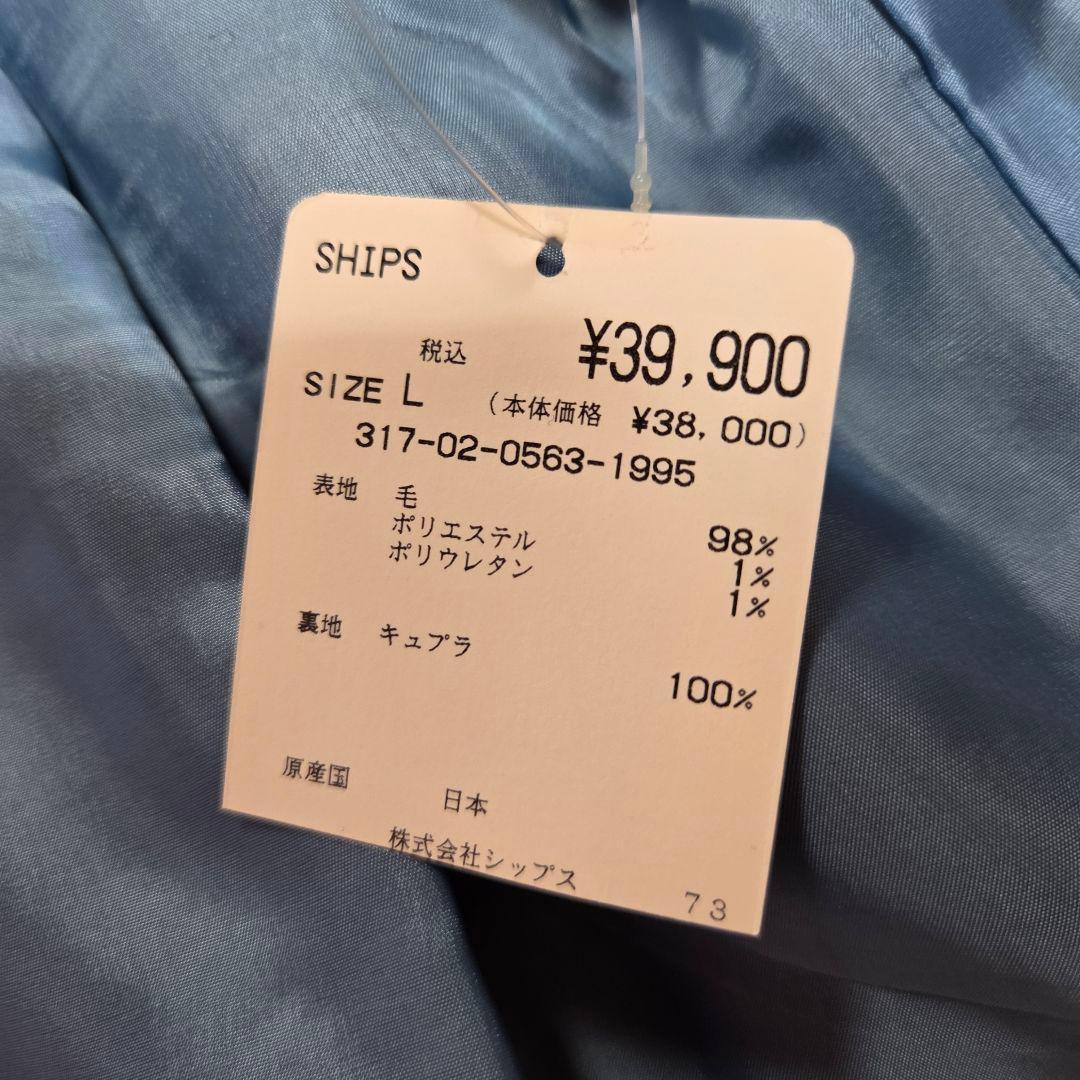 SHIPS
税込 ¥39,900
SIZE L (本体価格 ¥38,000)
317-02-0563-1995
表地 毛 98%
ポリエステル 1%
ポリウレタン 1%
裏地 キュプラ 100%
原産国 日本
株式会社シップス
73